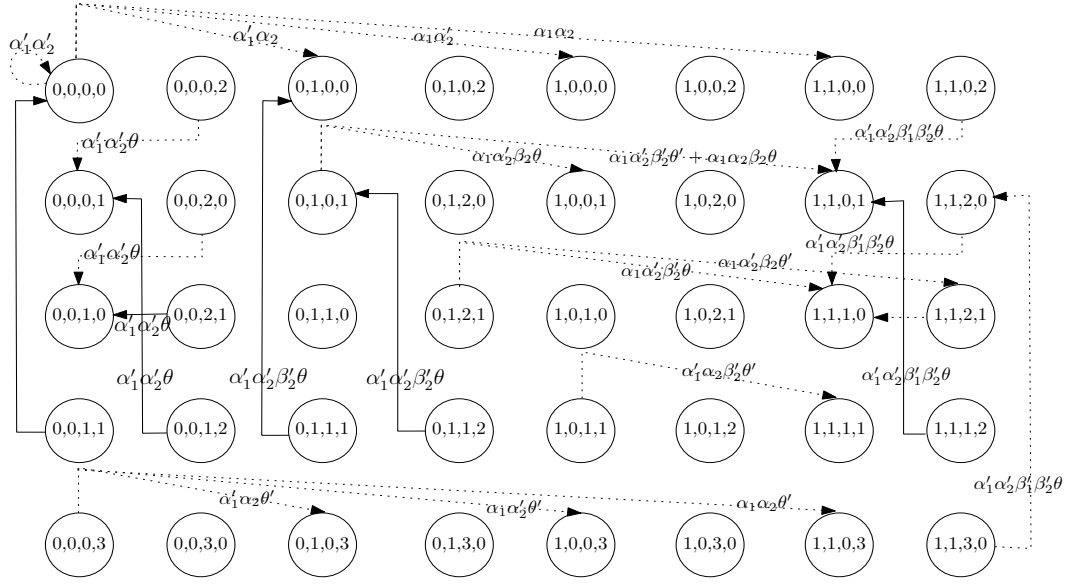 α′₁α₂ α₁α′₂ α₁α₂
α′₁α′₂
0,0,0,0 0,0,0,2 0,1,0,0 0,1,0,2 1,0,0,0 1,0,0,2 1,1,0,0 1,1,0,2
α′₁α′₂θ α′₁α′₂β′₁β′₂θ
α₁α′₂β₂θ α₁α′₂β′₂θ′ + α₁α₂β₂θ
0,0,0,1 0,0,2,0 0,1,0,1 0,1,2,0 1,0,0,1 1,0,2,0 1,1,0,1 1,1,2,0
α′₁α′₂θ α′₁α′₂β′₁β′₂θ
α₁α′₂β′₂θ α₁α′₂β₂θ′
0,0,1,0 0,0,2,1 0,1,1,0 0,1,2,1 1,0,1,0 1,0,2,1 1,1,1,0 1,1,2,1
α′₁α′₂θ
α′₁α′₂θ α′₁α′₂β′₂θ α′₁α′₂β′₂θ α′₁α₂β′₂θ′ α′₁α′₂β′₁β′₂θ
0,0,1,1 0,0,1,2 0,1,1,1 0,1,1,2 1,0,1,1 1,0,1,2 1,1,1,1 1,1,1,2
α′₁α₂θ′ α₁α′₂θ′ α₁α₂θ′ α′₁α′₂β′₁β′₂θ
0,0,0,3 0,0,3,0 0,1,0,3 0,1,3,0 1,0,0,3 1,0,3,0 1,1,0,3 1,1,3,0